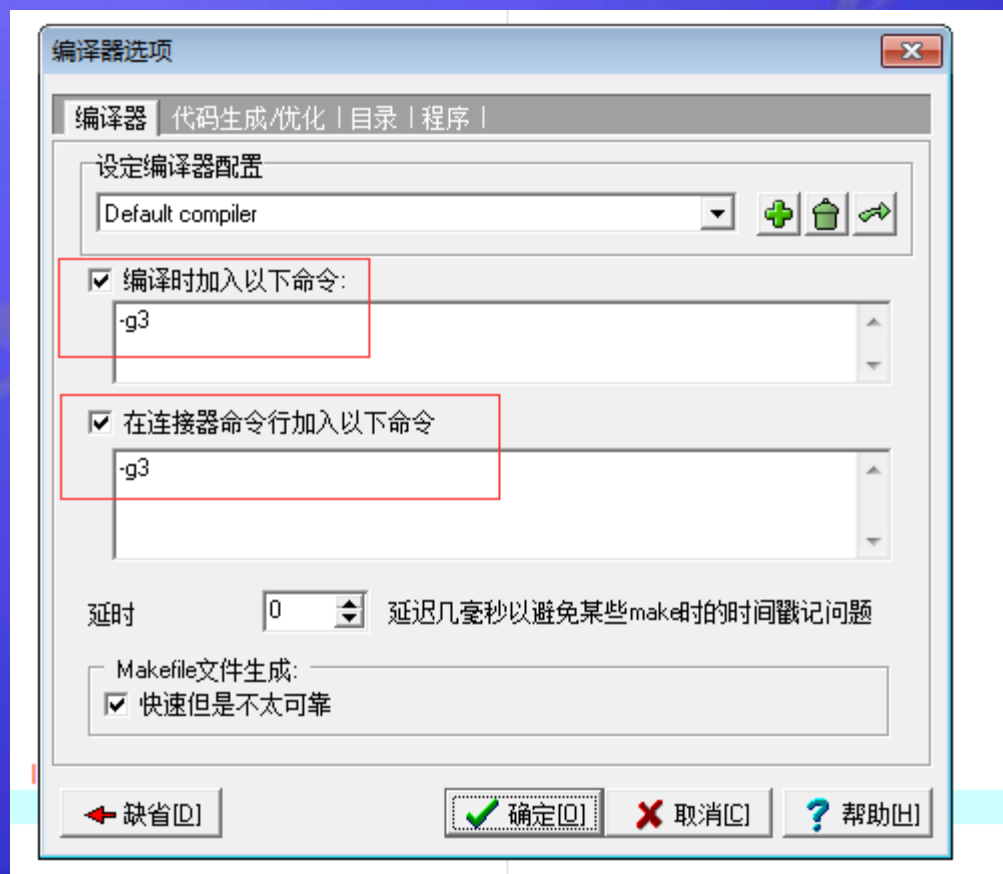 编译器选项
编译器 代码生成/优化 目录 程序
设定编译器配置
Default compiler
编译时加入以下命令:
-g3
在连接器命令行加入以下命令
-g3
延时 0 延迟几毫秒以避免某些make时的时间戳记问题
Makefile文件生成:
快速但是不太可靠
缺省[D] 确定[O] 取消[C] 帮助[H]